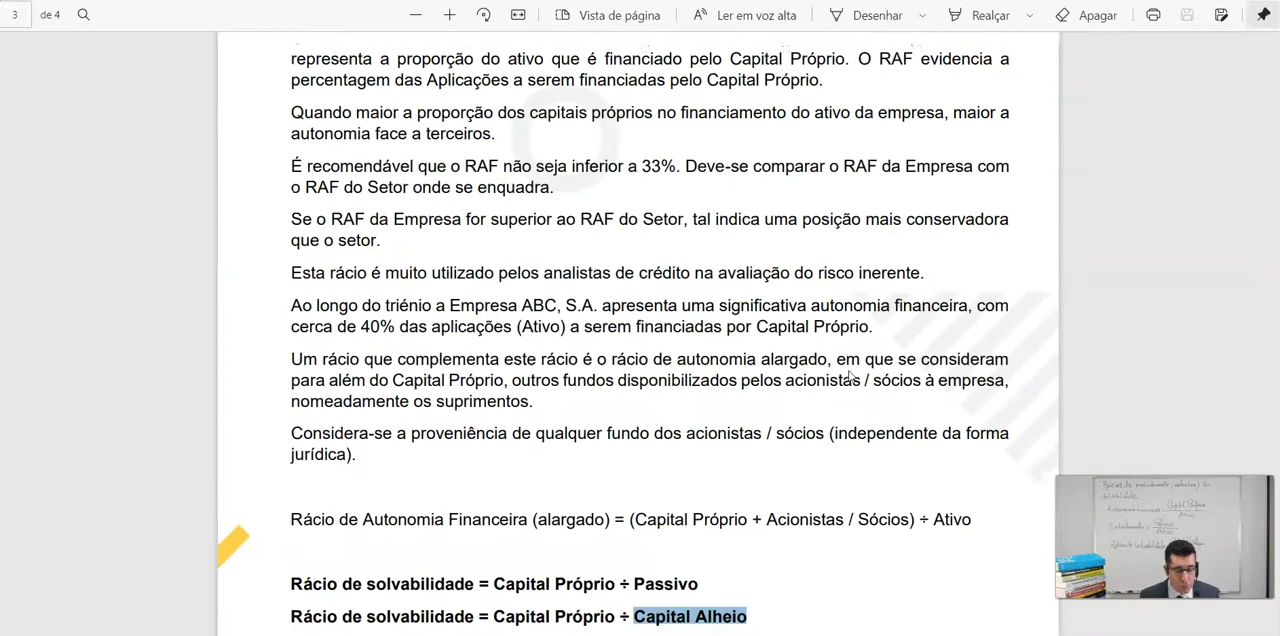 3 de 4 Vista de página Ler em voz alta Desenhar Realçar Apagar
representa a proporção do ativo que é financiado pelo Capital Próprio. O RAF evidencia a
percentagem das Aplicações a serem financiadas pelo Capital Próprio.
Quando maior a proporção dos capitais próprios no financiamento do ativo da empresa, maior a
autonomia face a terceiros.
É recomendável que o RAF não seja inferior a 33%. Deve-se comparar o RAF da Empresa com
o RAF do Setor onde se enquadra.
Se o RAF da Empresa for superior ao RAF do Setor, tal indica uma posição mais conservadora
que o setor.
Esta rácio é muito utilizado pelos analistas de crédito na avaliação do risco inerente.
Ao longo do triénio a Empresa ABC, S.A. apresenta uma significativa autonomia financeira, com
cerca de 40% das aplicações (Ativo) a serem financiadas por Capital Próprio.
Um rácio que complementa este rácio é o rácio de autonomia alargado, em que se consideram
para além do Capital Próprio, outros fundos disponibilizados pelos acionistas / sócios à empresa,
nomeadamente os suprimentos.
Considera-se a proveniência de qualquer fundo dos acionistas / sócios (independente da forma
jurídica).
Rácio de Autonomia Financeira (alargado) = (Capital Próprio + Acionistas / Sócios) ÷ Ativo
Rácio de solvabilidade = Capital Próprio ÷ Passivo
Rácio de solvabilidade = Capital Próprio ÷ Capital Alheio